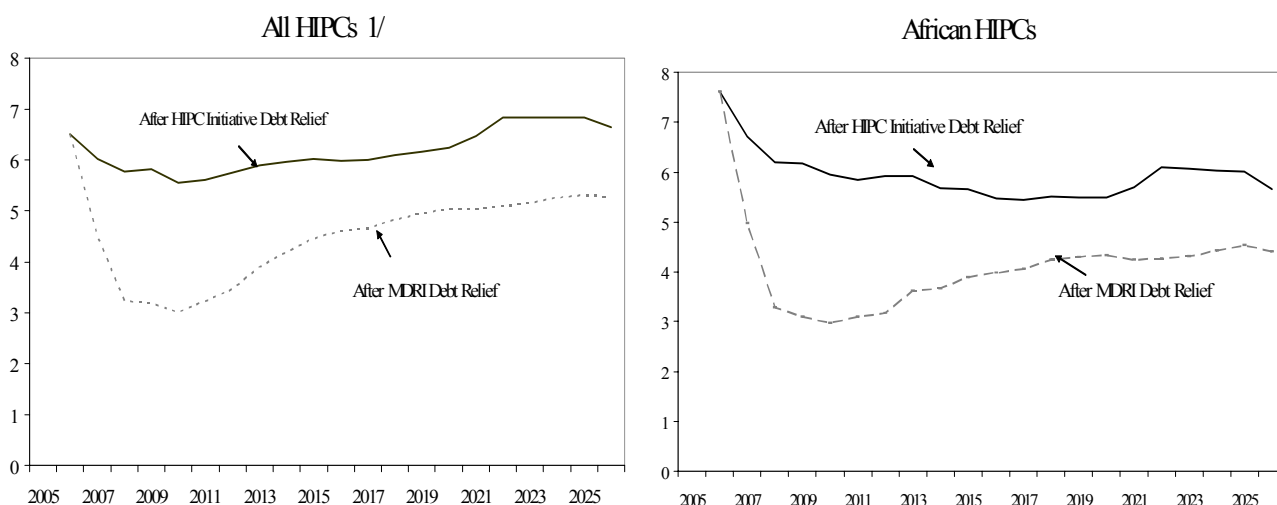 All HIPCs 1/
8
7
6
5
4
3
2
1
0
After HIPC Initiative Debt Relief
After MDRI Debt Relief
2005 2007 2009 2011 2013 2015 2017 2019 2021 2023 2025
African HIPCs
8
7
6
5
4
3
2
1
0
After HIPC Initiative Debt Relief
After MDRI Debt Relief
2005 2007 2009 2011 2013 2015 2017 2019 2021 2023 2025